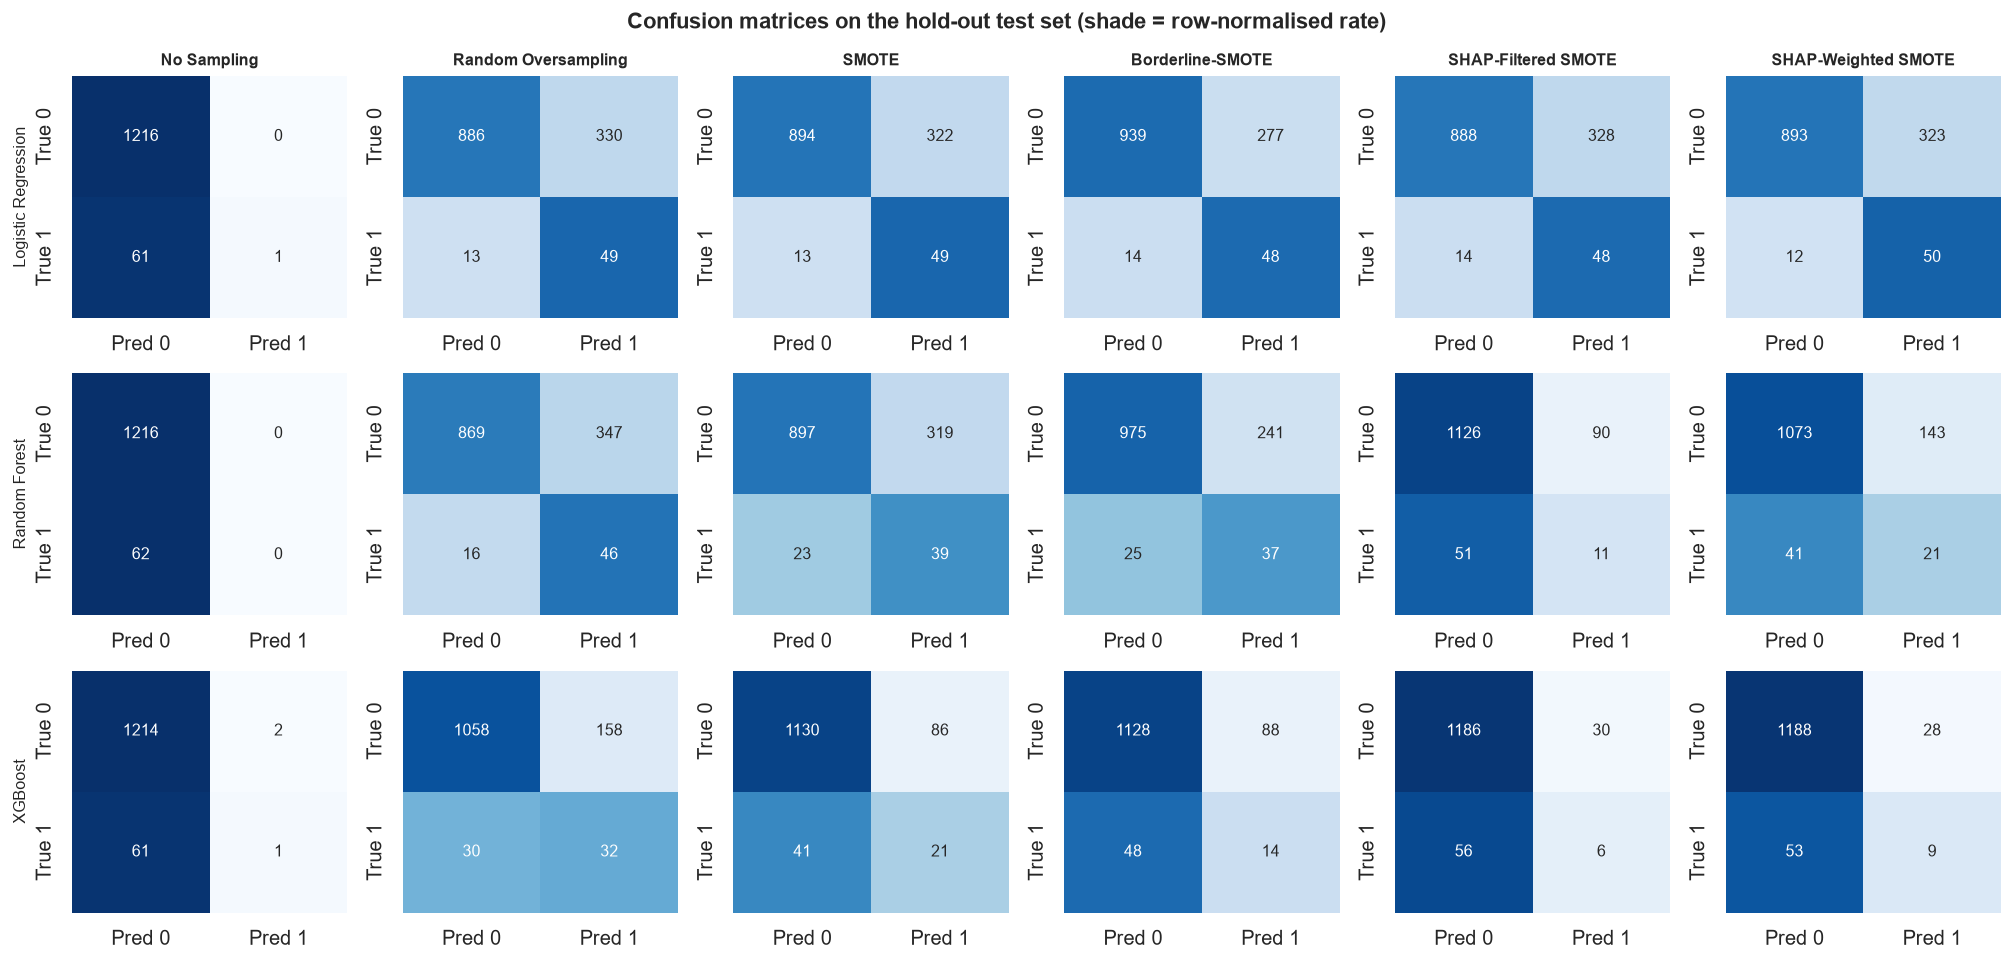 Confusion matrices on the hold-out test set (shade = row-normalised rate)
No Sampling Random Oversampling SMOTE Borderline-SMOTE SHAP-Filtered SMOTE SHAP-Weighted SMOTE
Logistic Regression
True 0 1216 0 True 0 886 330 True 0 894 322 True 0 939 277 True 0 888 328 True 0 893 323
True 1 61 1 True 1 13 49 True 1 13 49 True 1 14 48 True 1 14 48 True 1 12 50
Pred 0 Pred 1 Pred 0 Pred 1 Pred 0 Pred 1 Pred 0 Pred 1 Pred 0 Pred 1 Pred 0 Pred 1
Random Forest
True 0 1216 0 True 0 869 347 True 0 897 319 True 0 975 241 True 0 1126 90 True 0 1073 143
True 1 62 0 True 1 16 46 True 1 23 39 True 1 25 37 True 1 51 11 True 1 41 21
Pred 0 Pred 1 Pred 0 Pred 1 Pred 0 Pred 1 Pred 0 Pred 1 Pred 0 Pred 1 Pred 0 Pred 1
XGBoost
True 0 1214 2 True 0 1058 158 True 0 1130 86 True 0 1128 88 True 0 1186 30 True 0 1188 28
True 1 61 1 True 1 30 32 True 1 41 21 True 1 48 14 True 1 56 6 True 1 53 9
Pred 0 Pred 1 Pred 0 Pred 1 Pred 0 Pred 1 Pred 0 Pred 1 Pred 0 Pred 1 Pred 0 Pred 1